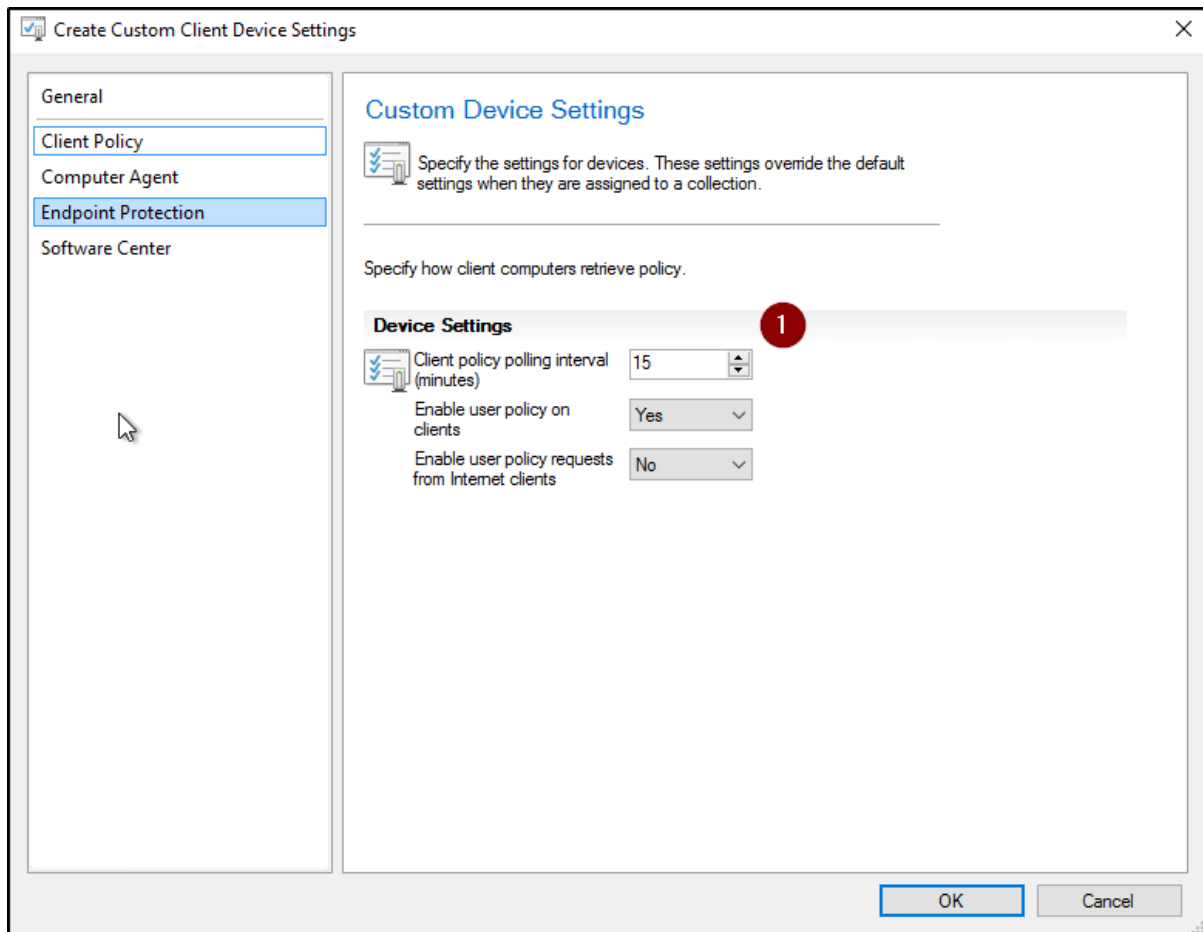 Create Custom Client Device Settings
General
Client Policy
Computer Agent
Endpoint Protection
Software Center
Custom Device Settings
Specify the settings for devices. These settings override the default
settings when they are assigned to a collection.
Specify how client computers retrieve policy.
Device Settings
1
Client policy polling interval
(minutes)
15
Enable user policy on
clients
Yes
Enable user policy requests
from Internet clients
No
OK
Cancel